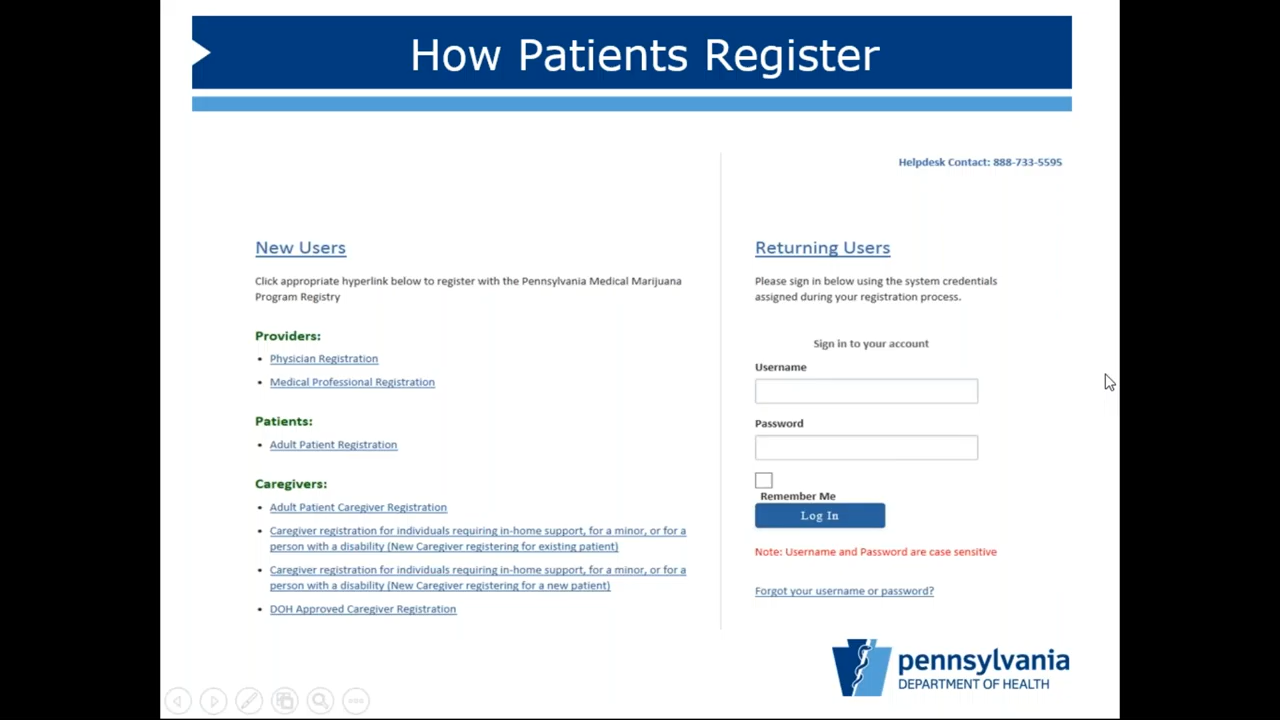 How Patients Register
Helpdesk Contact: 888-733-5595
New Users
Click appropriate hyperlink below to register with the Pennsylvania Medical Marijuana
Program Registry
Providers:
• Physician Registration
• Medical Professional Registration
Patients:
• Adult Patient Registration
Caregivers:
• Adult Patient Caregiver Registration
• Caregiver registration for individuals requiring in-home support, for a minor, or for a
person with a disability (New Caregiver registering for existing patient)
• Caregiver registration for individuals requiring in-home support, for a minor, or for a
person with a disability (New Caregiver registering for a new patient)
• DOH Approved Caregiver Registration
Returning Users
Please sign in below using the system credentials
assigned during your registration process.
Sign in to your account
Username
Password
Remember Me
Log In
Note: Username and Password are case sensitive
Forgot your username or password?
pennsylvania
DEPARTMENT OF HEALTH